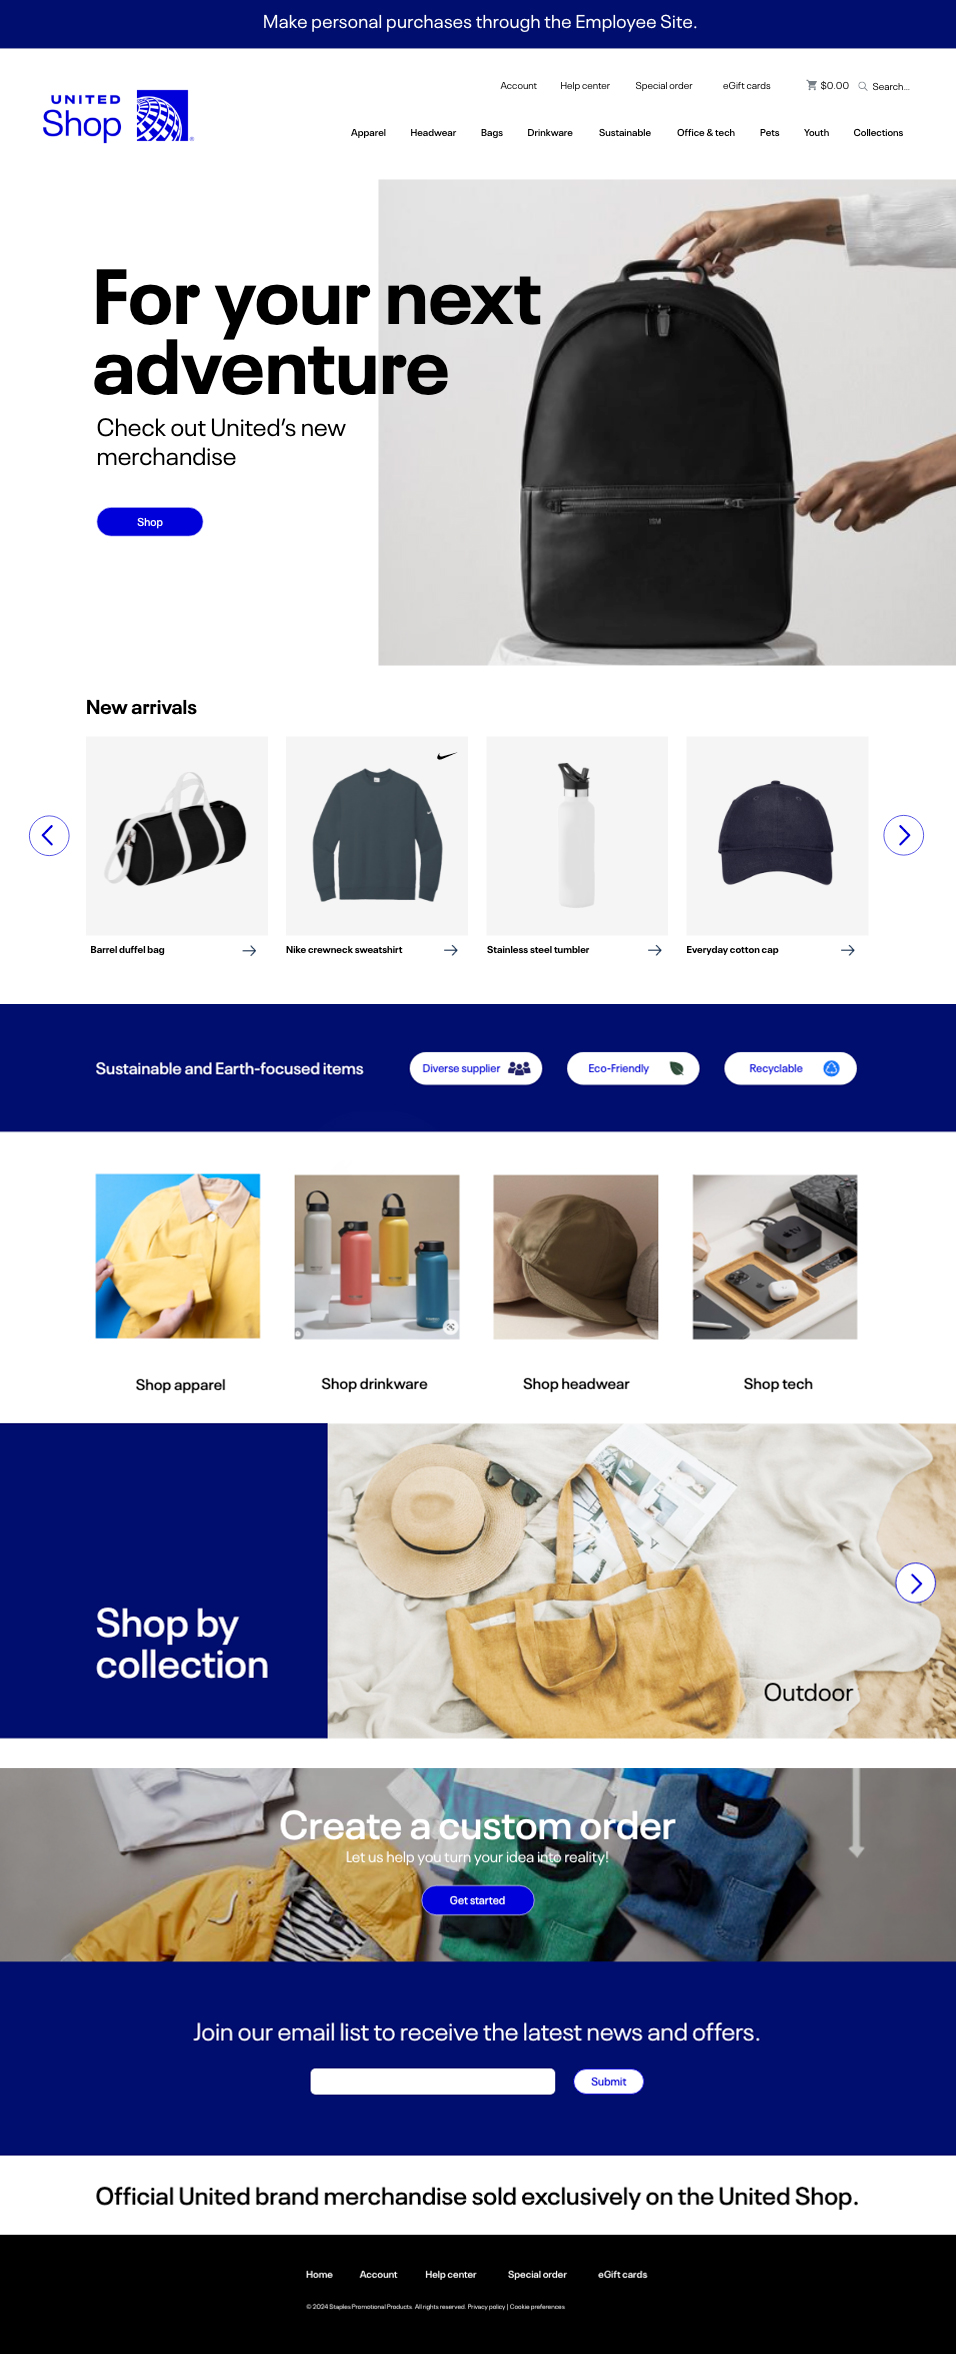 Make personal purchases through the Employee Site.
Account Help center Special order eGift cards $0.00 Search...
UNITED
Shop
Apparel Headwear Bags Drinkware Sustainable Office & tech Pets Youth Collections
For your next
adventure
Check out United's new
merchandise
Shop
New arrivals
Barrel duffel bag
Nike crewneck sweatshirt
Stainless steel tumbler
Everyday cotton cap
Sustainable and Earth-focused items
Diverse supplier
Eco-Friendly
Recyclable
Shop apparel
Shop drinkware
Shop headwear
Shop tech
Shop by
collection
Outdoor
Create a custom order
Let us help you turn your idea into reality!
Get started
Join our email list to receive the latest news and offers.
Submit
Official United brand merchandise sold exclusively on the United Shop.
Home Account Help center Special order eGift cards
© 2024 Staples Promotional Products. All rights reserved. Privacy policy | Cookie preferences